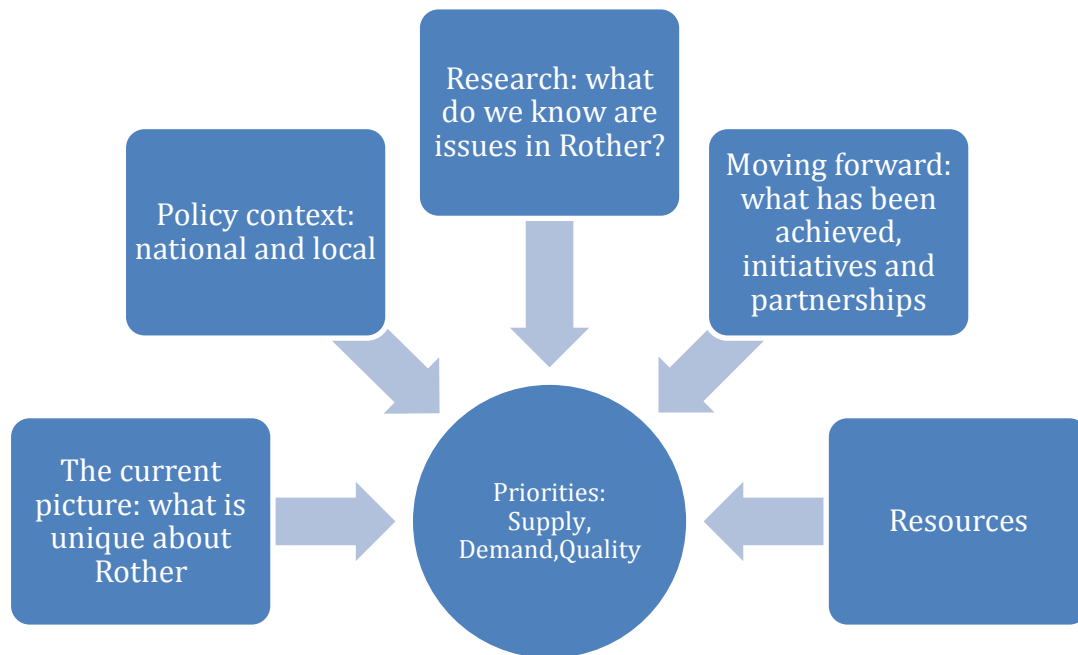 Research: what
do we know are
issues in Rother?
Policy context:
national and local
Moving forward:
what has been
achieved,
initiatives and
partnerships
The current
picture: what is
unique about
Rother
Priorities:
Supply,
Demand,Quality
Resources